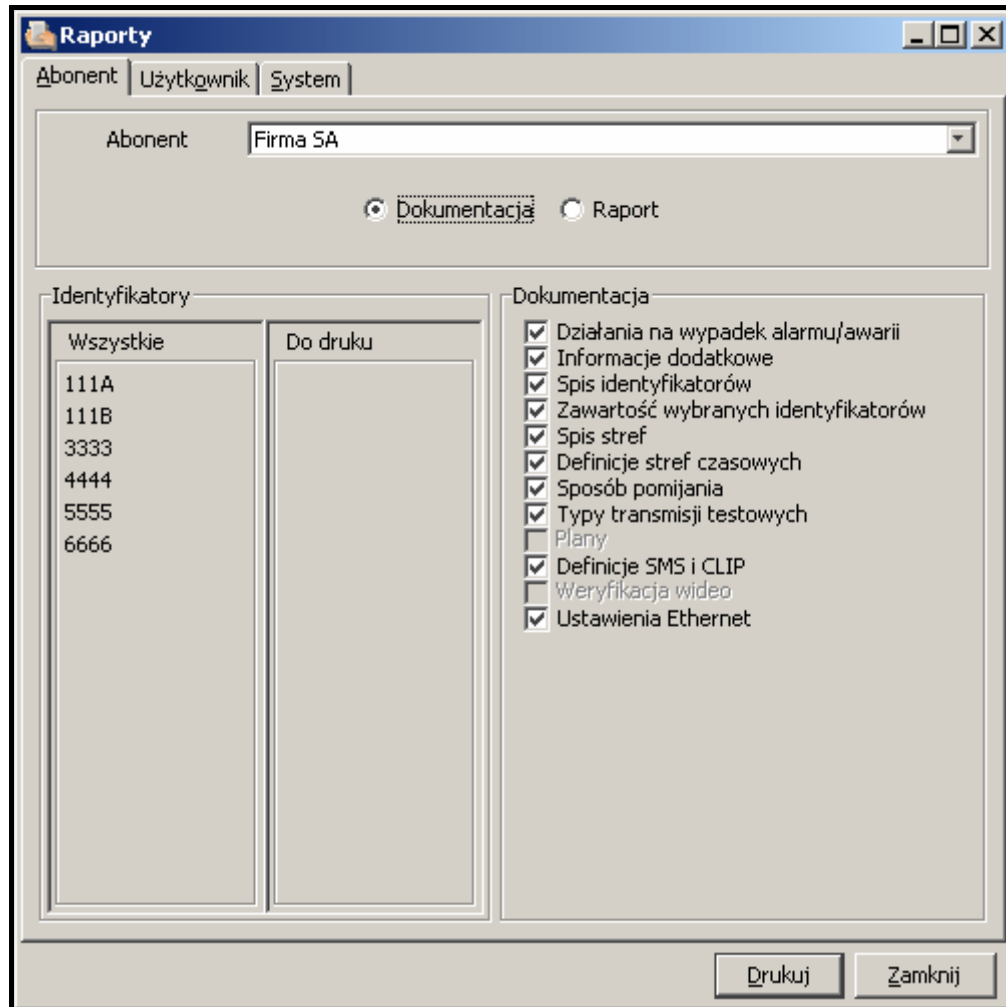 Raporty
Abonent Użytkownik System
Abonent Firma SA
Dokumentacja Raport
Identyfikatory
Wszystkie Do druku
111A
111B
3333
4444
5555
6666
Dokumentacja
Działania na wypadek alarmu/awarii
Informacje dodatkowe
Spis identyfikatorów
Zawartość wybranych identyfikatorów
Spis stref
Definicje stref czasowych
Sposób pomijania
Typy transmisji testowych
Plany
Definicje SMS i CLIP
Weryfikacja wideo
Ustawienia Ethernet
Drukuj Zamknij